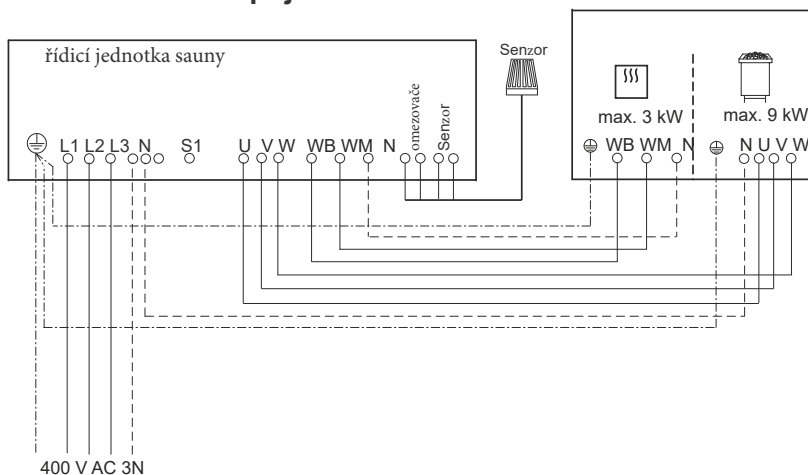 řídicí jednotka sauny
L1 L2 L3 N S1 U V W WB WM N omezovače Senzor
Senzor
max. 3 kW
max. 9 kW
WB WM N
N U V W
400 V AC 3N